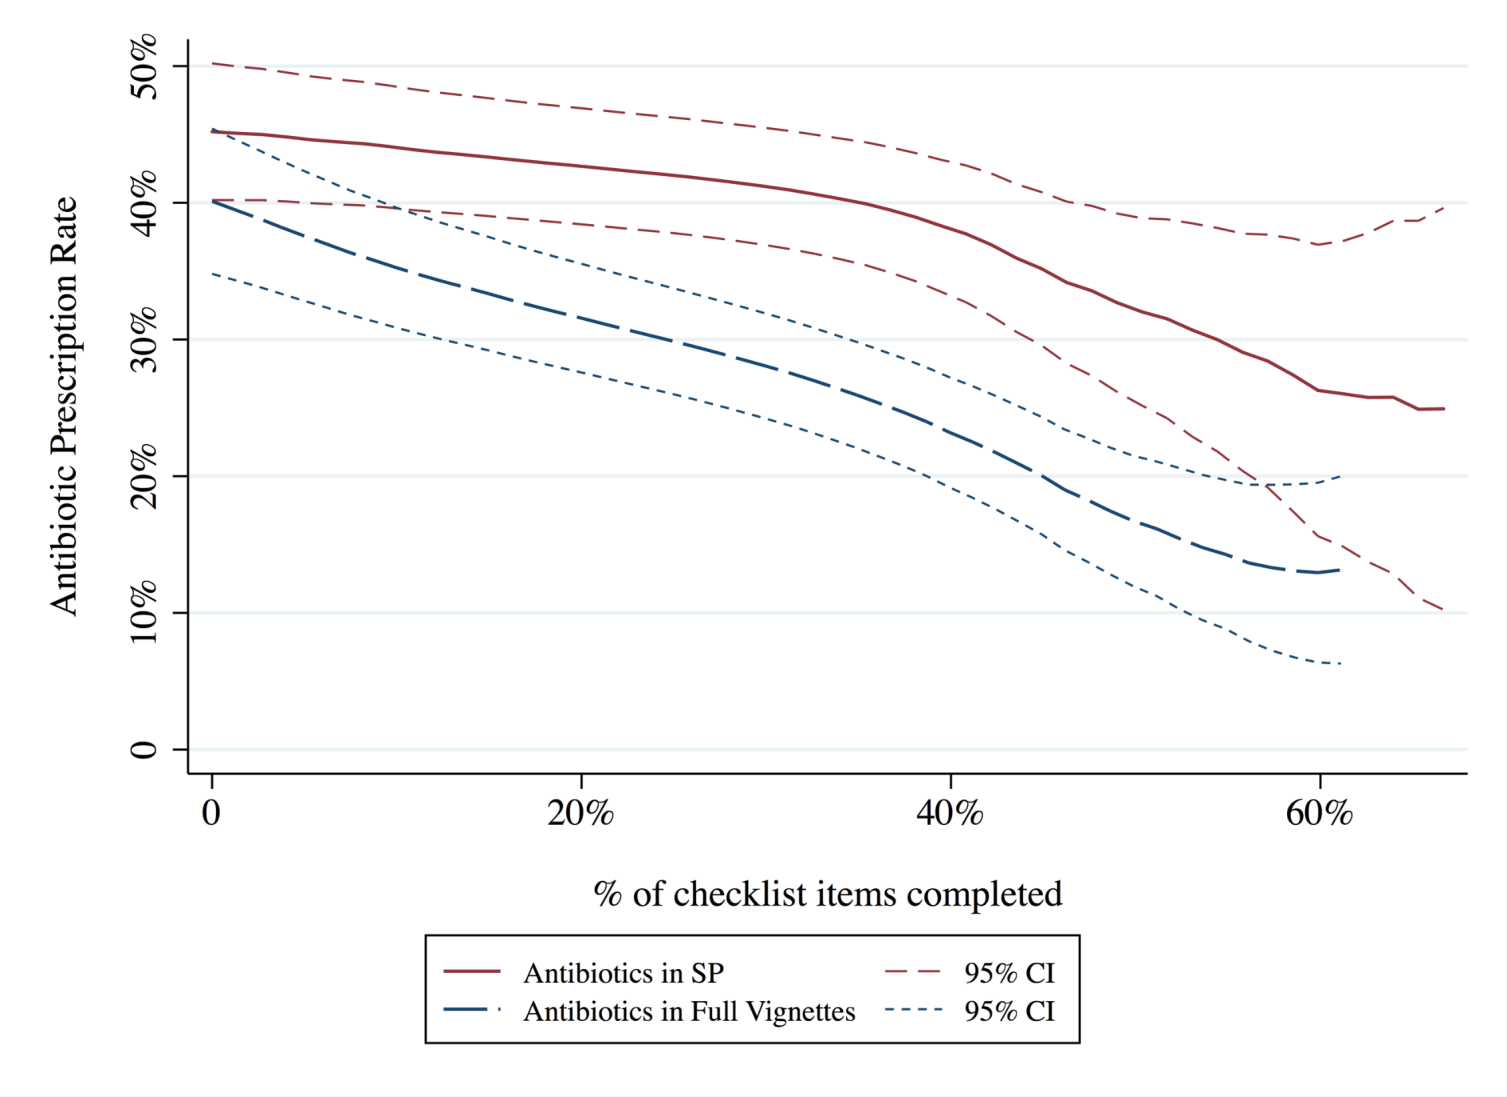 Antibiotic Prescription Rate
50%
40%
30%
20%
10%
0
0 20% 40% 60%
% of checklist items completed
Antibiotics in SP 95% CI
Antibiotics in Full Vignettes 95% CI